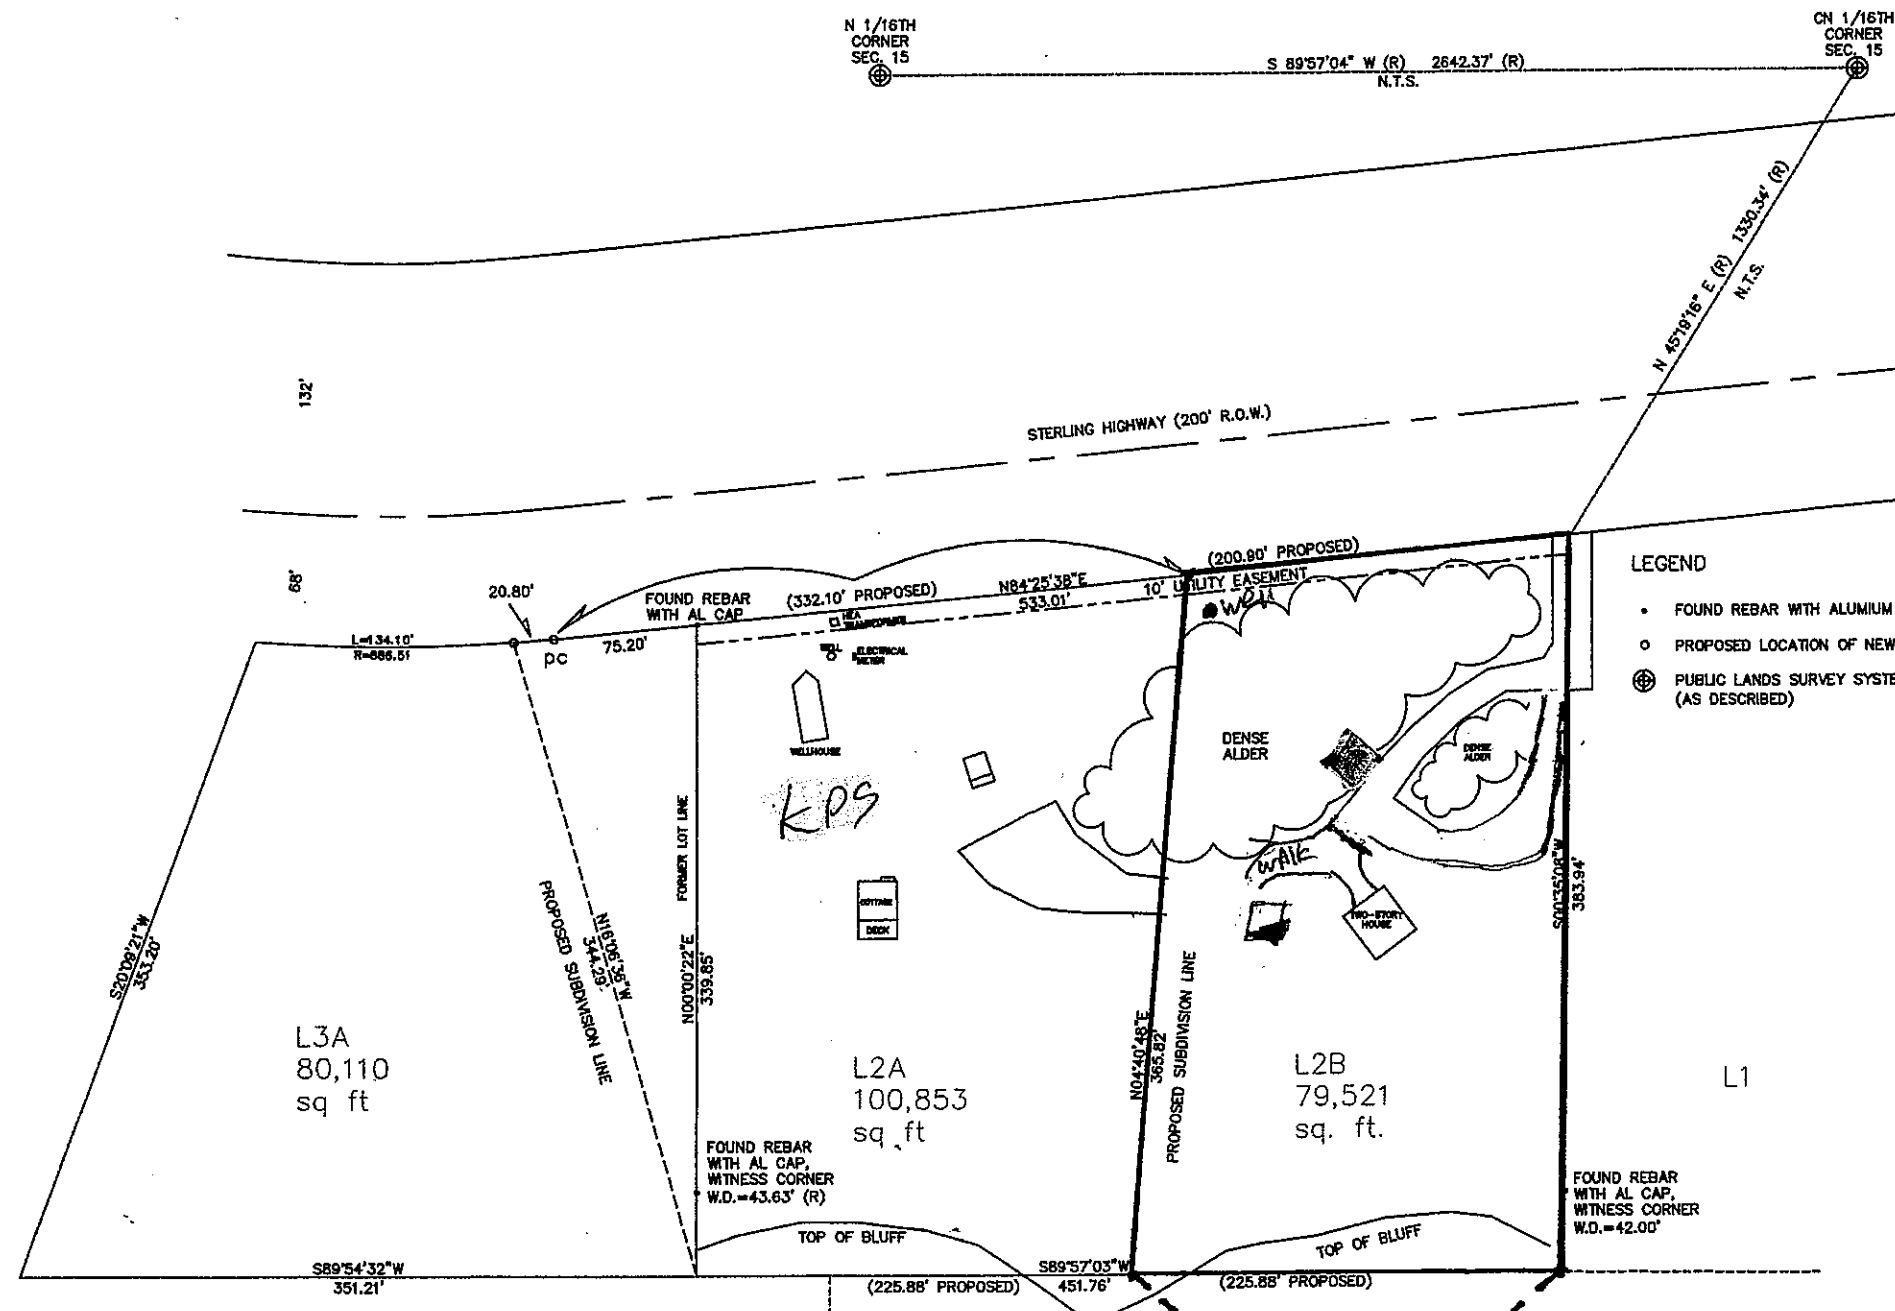 N 1/16TH
CORNER
SEC. 15
CN 1/16TH
CORNER
SEC. 15
S 89°57'04" W (R) 2642.37' (R)
N.T.S.
N 45°19'16" E (R) 1330.34' (R)
N.T.S.
132'
STERLING HIGHWAY (200' R.O.W.)
68'
20.80'
FOUND REBAR
WITH AL CAP
(332.10' PROPOSED)
N84°25'38"E
533.01'
(200.90' PROPOSED)
10' UTILITY EASEMENT
LEGEND
FOUND REBAR WITH ALUMIUM
PROPOSED LOCATION OF NEW
PUBLIC LANDS SURVEY SYSTE
(AS DESCRIBED)
L=134.10'
R=886.51
pc
75.20'
HEA
TRANSFORMER
WELL
ELECTRICAL
METER
Well
WELLHOUSE
KPS
DENSE
ALDER
DENSE
ALDER
WALK
COTTAGE
DECK
TWO-STORY
HOUSE
FORMER LOT LINE
N00°00'22"E
339.85'
PROPOSED SUBDIVISION LINE
N16°06'36"W
344.29'
S20°09'21"W
353.20'
N04°40'48"E
365.82'
PROPOSED SUBDIVISION LINE
S00°35'08"W
383.94'
L3A
80,110
sq ft
L2A
100,853
sq ft
L2B
79,521
sq. ft.
L1
FOUND REBAR
WITH AL CAP,
WITNESS CORNER
W.D.=43.63' (R)
FOUND REBAR
WITH AL CAP,
WITNESS CORNER
W.D.=42.00'
TOP OF BLUFF
TOP OF BLUFF
S89°54'32"W
351.21'
(225.88' PROPOSED)
S89°57'03"W
451.76'
(225.88' PROPOSED)